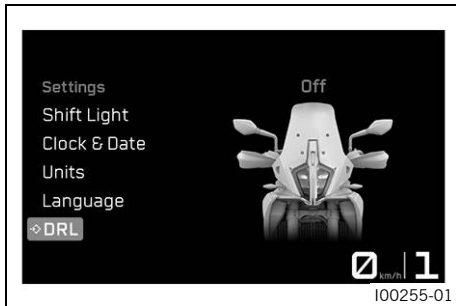 Settings
Off
Shift Light
Clock & Date
Units
Language
DRL
0 km/h 1
I00255-01